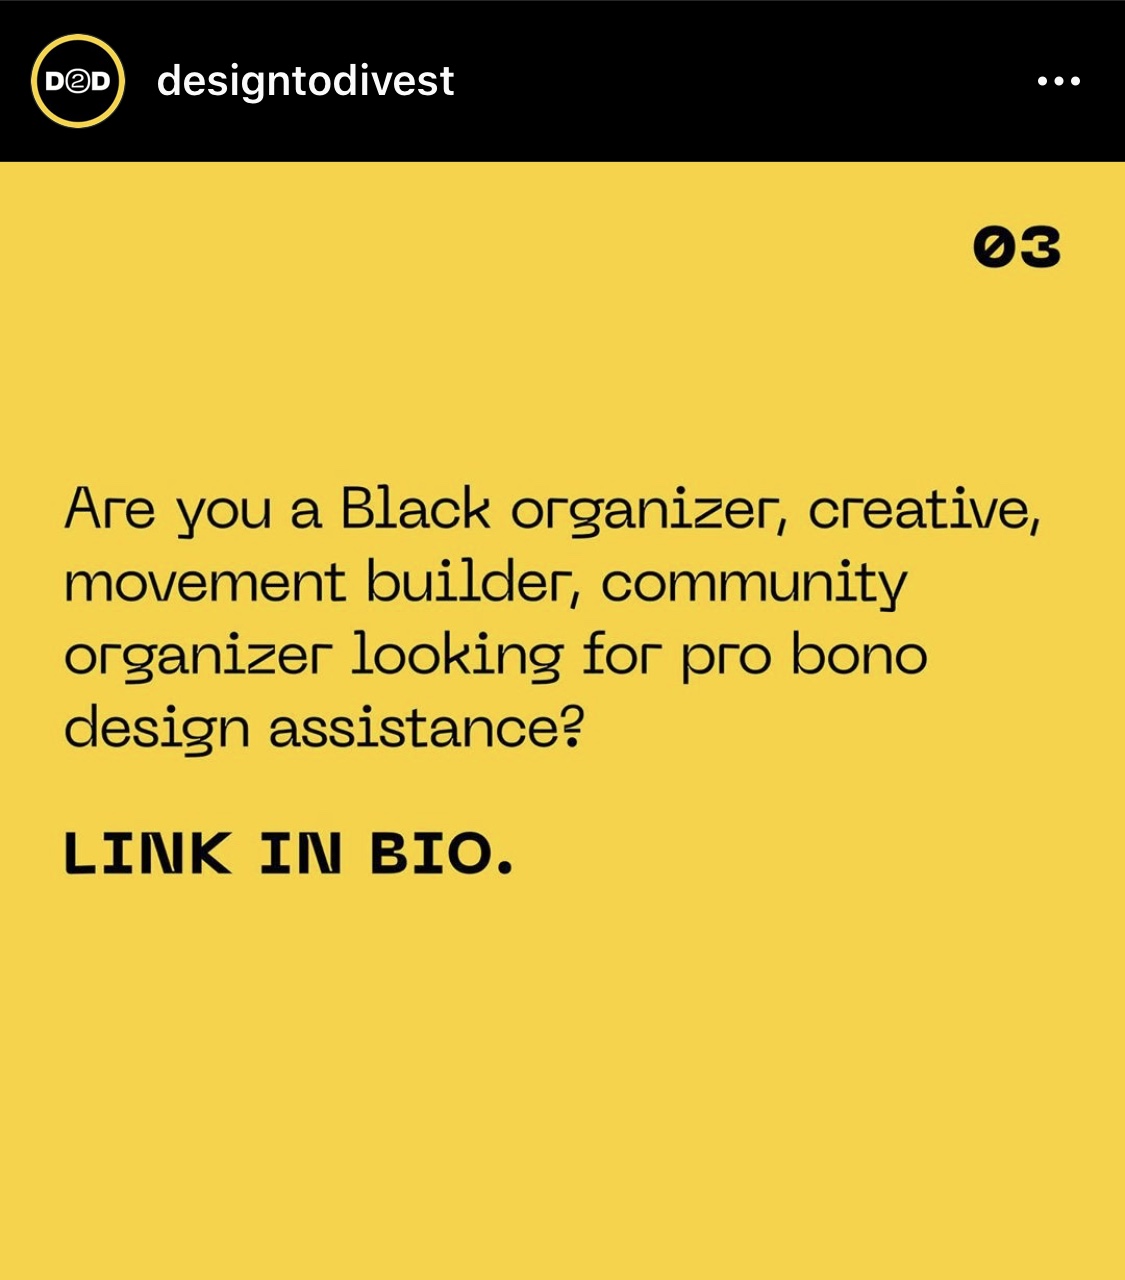 D②D designtodivest
03
Are you a Black organizer, creative,
movement builder, community
organizer looking for pro bono
design assistance?
LINK IN BIO.